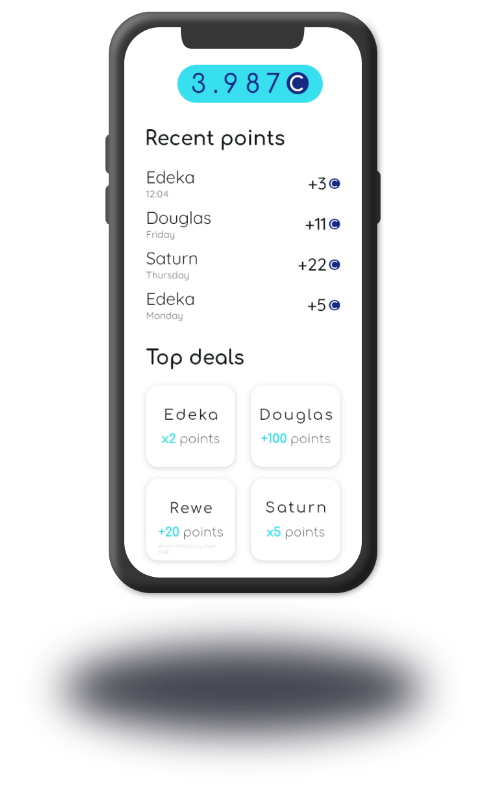 3.987 C
Recent points
Edeka
12:04
+3 C
Douglas
Friday
+11 C
Saturn
Thursday
+22 C
Edeka
Monday
+5 C
Top deals
Edeka
x2 points
Douglas
+100 points
Rewe
+20 points
Saturn
x5 points